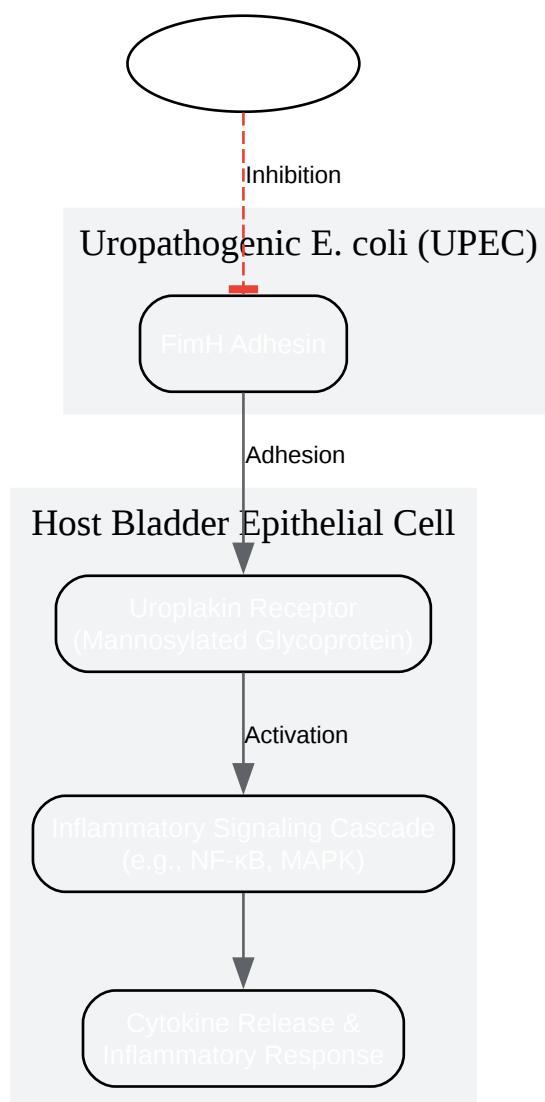 Inhibition
Uropathogenic E. coli (UPEC)
FimH Adhesin
Adhesion
Host Bladder Epithelial Cell
Uroplakin Receptor
(Mannosylated Glycoprotein)
Activation
Inflammatory Signaling Cascade
(e.g., NF-κB, MAPK)
Cytokine Release &
Inflammatory Response